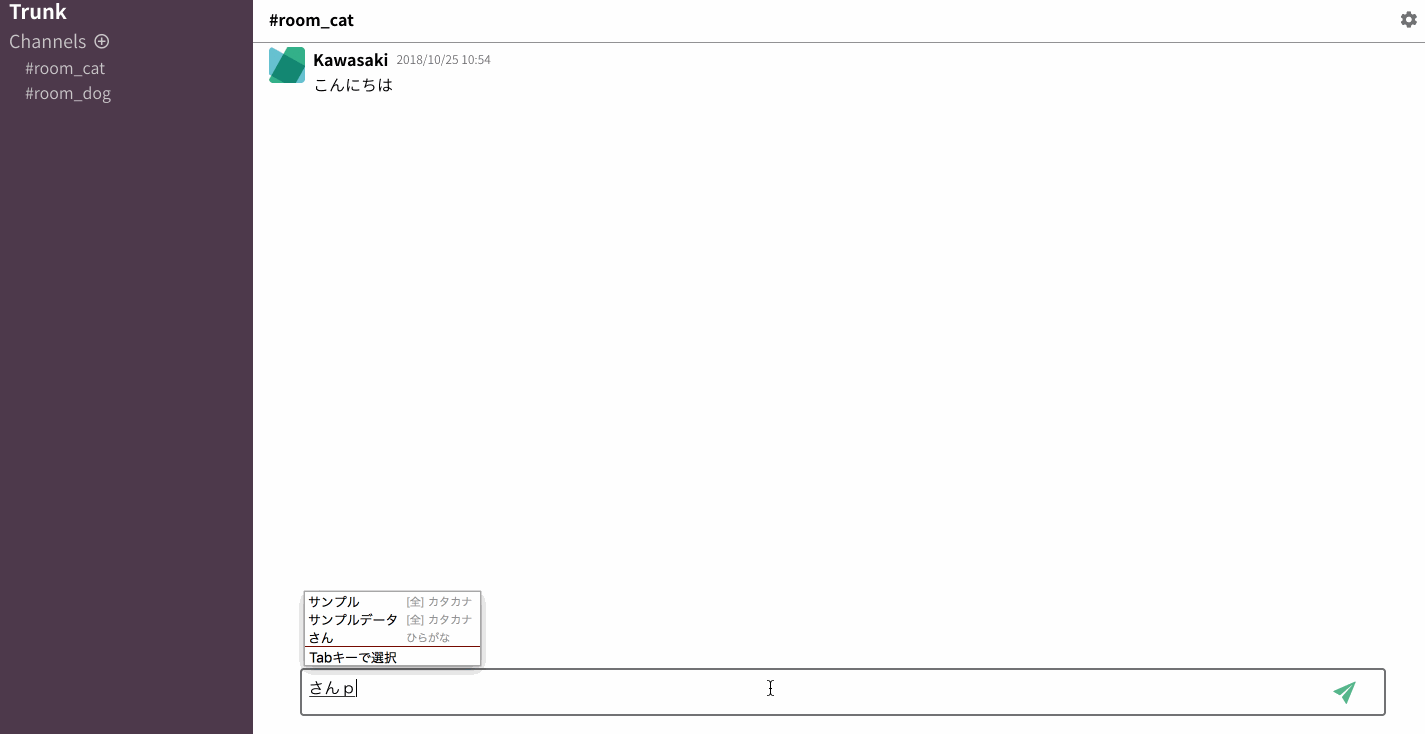 Trunk
Channels
#room_cat
#room_dog
#room_cat
Kawasaki 2018/10/25 10:54
こんにちは
サンプル [全] カタカナ
サンプルデータ [全] カタカナ
さん ひらがな
Tabキーで選択
さんｐ